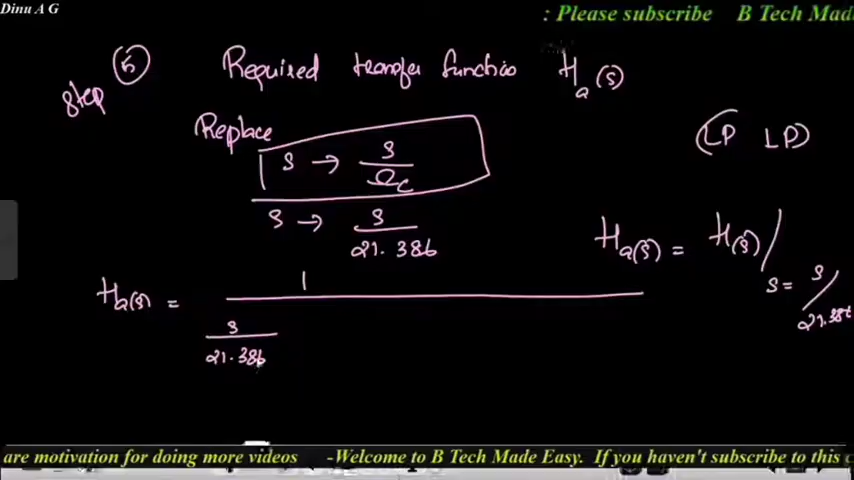 Dinu A G
: Please subscribe B Tech Mad
Step 5 Required transfer functio Ha(s)
Replace (LP LP)
s → s/Ωc
s → s/21.386
Ha(s) = H(s) / s = s/21.386
Ha(s) = 1
s/21.386
are motivation for doing more videos -Welcome to B Tech Made Easy. If you haven't subscribe to this c